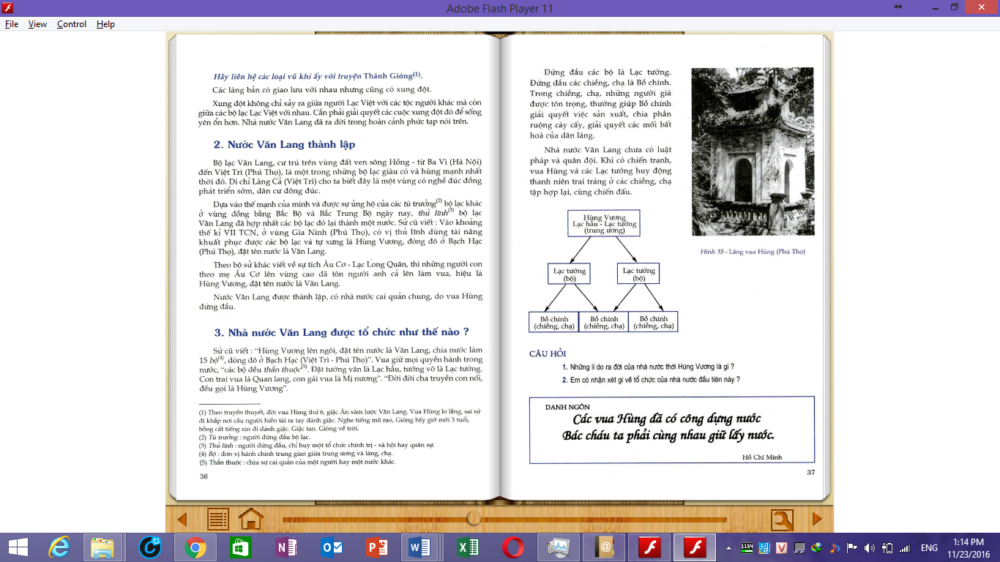 Adobe Flash Player 11
File View Control Help
Hãy liên hệ các loại vũ khí ấy với truyện Thánh Gióng(1).
Các làng bản có giao lưu với nhau nhưng cũng có xung đột.
Xung đột không chỉ xảy ra giữa người Lạc Việt với các tộc người khác mà còn
giữa các bộ lạc Lạc Việt với nhau. Cần phải giải quyết các cuộc xung đột đó để sống
yên ổn hơn. Nhà nước Văn Lang đã ra đời trong hoàn cảnh phức tạp nói trên.
2. Nước Văn Lang thành lập
Bộ lạc Văn Lang, cư trú trên vùng đất ven sông Hồng - từ Ba Vì (Hà Nội)
đến Việt Trì (Phú Thọ), là một trong những bộ lạc giàu có và hùng mạnh nhất
thời đó. Di chỉ Làng Cả (Việt Trì) cho ta biết đây là một vùng có nghề đúc đồng
phát triển sớm, dân cư đông đúc.
Dựa vào thế mạnh của mình và được sự ủng hộ của các tù trưởng(2) bộ lạc khác
ở vùng đồng bằng Bắc Bộ và Bắc Trung Bộ ngày nay, thủ lĩnh(3) bộ lạc
Văn Lang đã hợp nhất các bộ lạc đó lại thành một nước. Sử cũ viết : Vào khoảng
thế kỉ VII TCN, ở vùng Gia Ninh (Phú Thọ), có vị thủ lĩnh dùng tài năng
khuất phục được các bộ lạc và tự xưng là Hùng Vương, đóng đô ở Bạch Hạc
(Phú Thọ), đặt tên nước là Văn Lang.
Theo bộ sử khác viết về sự tích Âu Cơ - Lạc Long Quân, thì những người con
theo mẹ Âu Cơ lên vùng cao đã tôn người anh cả lên làm vua, hiệu là
Hùng Vương, đặt tên nước là Văn Lang.
Nước Văn Lang được thành lập, có nhà nước cai quản chung, do vua Hùng
đứng đầu.
3. Nhà nước Văn Lang được tổ chức như thế nào ?
Sử cũ viết : “Hùng Vương lên ngôi, đặt tên nước là Văn Lang, chia nước làm
15 bộ(4), đóng đô ở Bạch Hạc (Việt Trì - Phú Thọ)”. Vua giữ mọi quyền hành trong
nước, “các bộ đều thần thuộc(5). Đặt tướng văn là Lạc hầu, tướng võ là Lạc tướng.
Con trai vua là Quan lang, con gái vua là Mị nương”. “Đời đời cha truyền con nối,
đều gọi là Hùng Vương”.
(1) Theo truyền thuyết, đời vua Hùng thứ 6, giặc Ân xâm lược Văn Lang. Vua Hùng lo lắng, sai sứ
đi khắp nơi cầu người hiền tài ra tay đánh giặc. Nghe tiếng mõ rao, Gióng bấy giờ mới 3 tuổi,
bỗng cất tiếng xin đi đánh giặc. Giặc tan. Gióng về trời.
(2) Tù trưởng : người đứng đầu bộ lạc.
(3) Thủ lĩnh : người đứng đầu, chỉ huy một tổ chức chính trị - xã hội hay quân sự.
(4) Bộ : đơn vị hành chính trung gian giữa trung ương và làng, chạ.
(5) Thần thuộc : chịu sự cai quản của một người hay một nước khác.
36
Đứng đầu các bộ là Lạc tướng.
Đứng đầu các chiềng, chạ là Bồ chính.
Trong chiềng, chạ, những người già
được tôn trọng, thường giúp Bồ chính
giải quyết việc sản xuất, chia phần
ruộng cày cấy, giải quyết các mối bất
hoà của dân làng.
Nhà nước Văn Lang chưa có luật
pháp và quân đội. Khi có chiến tranh,
vua Hùng và các Lạc tướng huy động
thanh niên trai tráng ở các chiềng, chạ
tập hợp lại, cùng chiến đấu.
Hình 35 - Lăng vua Hùng (Phú Thọ)
Hùng Vương
Lạc hầu - Lạc tướng
(trung ương)
Lạc tướng
(bộ)
Lạc tướng
(bộ)
Bồ chính
(chiềng, chạ)
Bồ chính
(chiềng, chạ)
Bồ chính
(chiềng, chạ)
CÂU HỎI
1. Những lí do ra đời của nhà nước thời Hùng Vương là gì ?
2. Em có nhận xét gì về tổ chức của nhà nước đầu tiên này ?
DANH NGÔN
Các vua Hùng đã có công dựng nước
Bác cháu ta phải cùng nhau giữ lấy nước.
Hồ Chí Minh
37
ENG
1:14 PM
11/23/2016